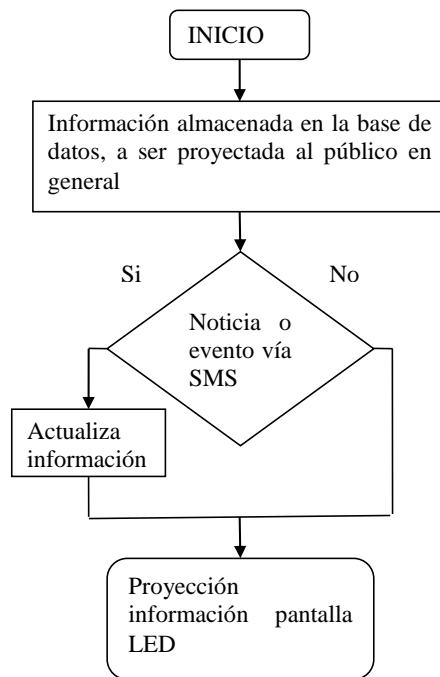 INICIO
Información almacenada en la base de
datos, a ser proyectada al público en
general
Si
No
Noticia o
evento vía
SMS
Actualiza
información
Proyección
información pantalla
LED